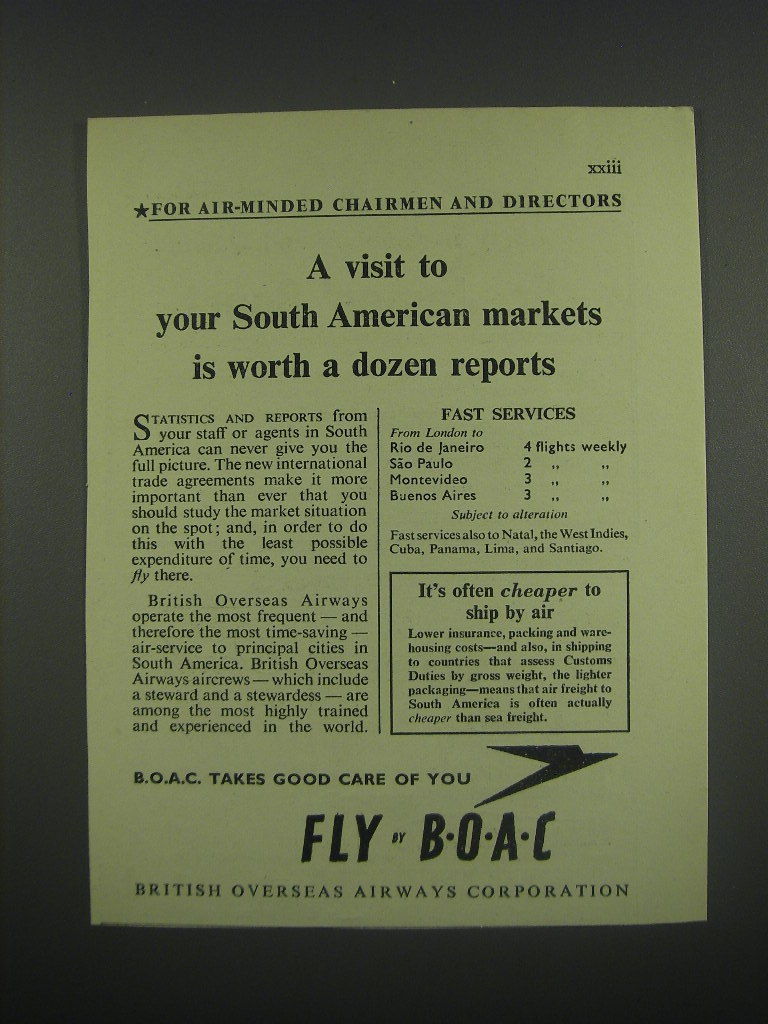 xxiii
★FOR AIR-MINDED CHAIRMEN AND DIRECTORS
A visit to
your South American markets
is worth a dozen reports
STATISTICS AND REPORTS from
your staff or agents in South
America can never give you the
full picture. The new international
trade agreements make it more
important than ever that you
should study the market situation
on the spot; and, in order to do
this with the least possible
expenditure of time, you need to
fly there.
British Overseas Airways
operate the most frequent — and
therefore the most time-saving —
air-service to principal cities in
South America. British Overseas
Airways aircrews — which include
a steward and a stewardess — are
among the most highly trained
and experienced in the world.
FAST SERVICES
From London to
Rio de Janeiro 4 flights weekly
São Paulo 2 ,, ,,
Montevideo 3 ,, ,,
Buenos Aires 3 ,, ,,
Subject to alteration
Fast services also to Natal, the West Indies,
Cuba, Panama, Lima, and Santiago.
It's often cheaper to
ship by air
Lower insurance, packing and ware-
housing costs—and also, in shipping
to countries that assess Customs
Duties by gross weight, the lighter
packaging—means that air freight to
South America is often actually
cheaper than sea freight.
B.O.A.C. TAKES GOOD CARE OF YOU
FLY BY B·O·A·C
BRITISH OVERSEAS AIRWAYS CORPORATION